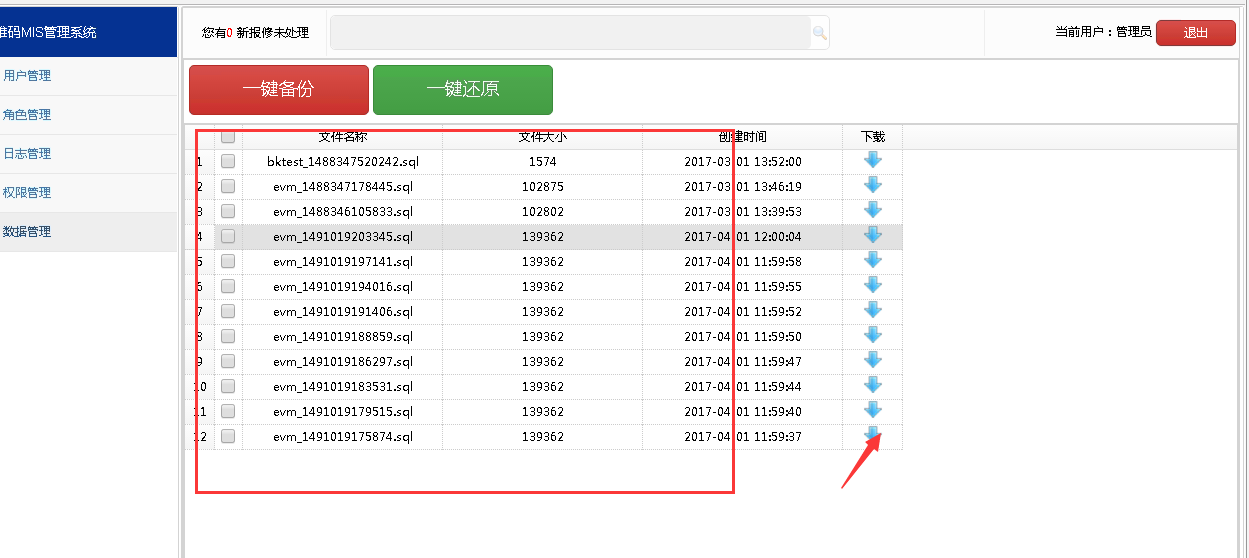 维码MIS管理系统
您有0 新报修未处理
当前用户：管理员
退出
用户管理
角色管理
日志管理
权限管理
数据管理
一键备份
一键还原
文件名称 文件大小 创建时间 下载
1 bktest_1488347520242.sql 1574 2017-03-01 13:52:00
2 evm_1488347178445.sql 102875 2017-03-01 13:46:19
3 evm_1488346105833.sql 102802 2017-03-01 13:39:53
4 evm_1491019203345.sql 139362 2017-04-01 12:00:04
5 evm_1491019197141.sql 139362 2017-04-01 11:59:58
6 evm_1491019194016.sql 139362 2017-04-01 11:59:55
7 evm_1491019191406.sql 139362 2017-04-01 11:59:52
8 evm_1491019188859.sql 139362 2017-04-01 11:59:50
9 evm_1491019186297.sql 139362 2017-04-01 11:59:47
10 evm_1491019183531.sql 139362 2017-04-01 11:59:44
11 evm_1491019179515.sql 139362 2017-04-01 11:59:40
12 evm_1491019175874.sql 139362 2017-04-01 11:59:37